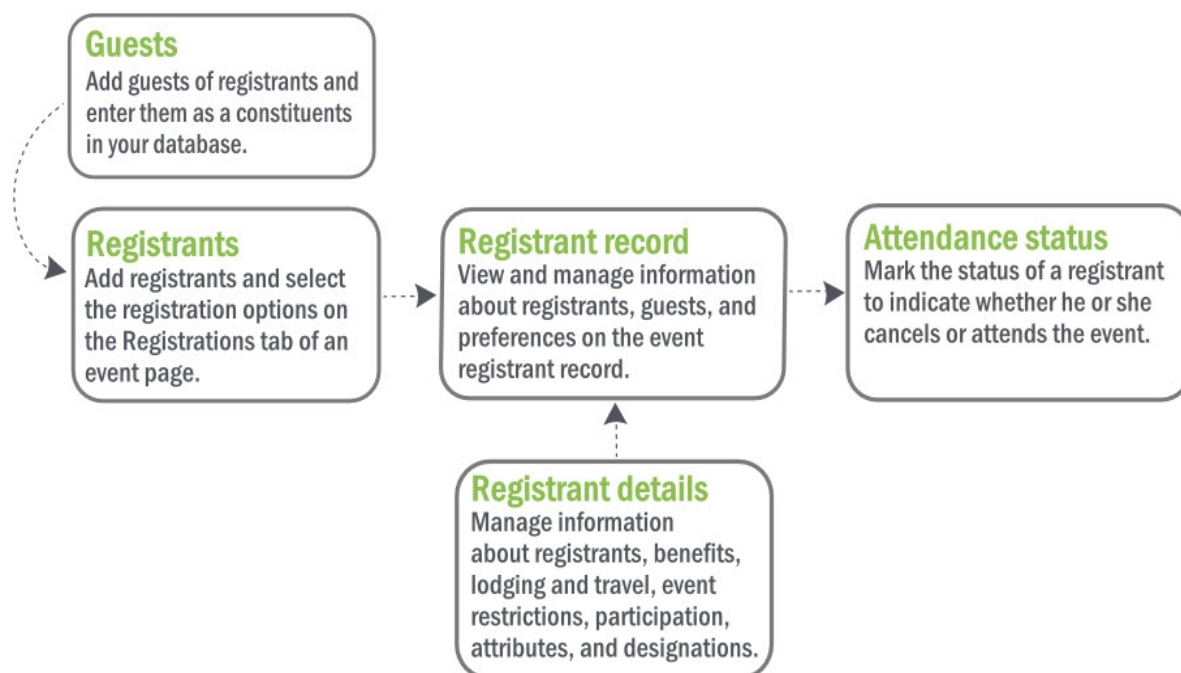 Guests
Add guests of registrants and
enter them as a constituents
in your database.
Registrants
Add registrants and select
the registration options on
the Registrations tab of an
event page.
Registrant record
View and manage information
about registrants, guests, and
preferences on the event
registrant record.
Attendance status
Mark the status of a registrant
to indicate whether he or she
cancels or attends the event.
Registrant details
Manage information
about registrants, benefits,
lodging and travel, event
restrictions, participation,
attributes, and designations.